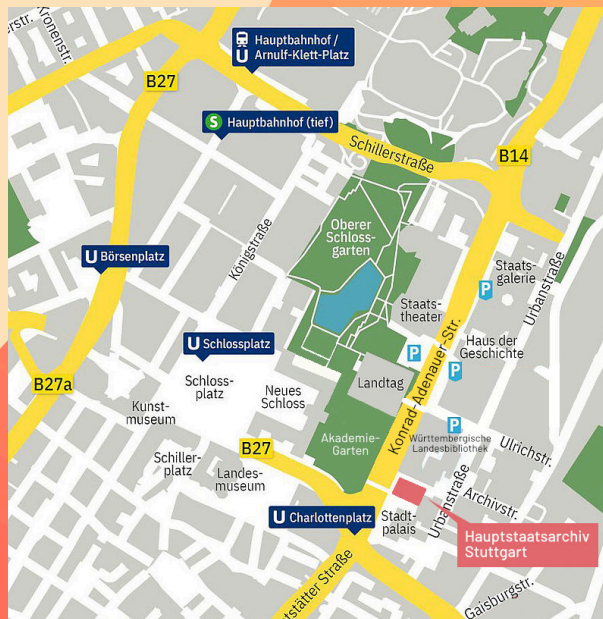 Kronenstr.
Hauptbahnhof /
U Arnulf-Klett-Platz
B27
S Hauptbahnhof (tief)
Schillerstraße
B14
Oberer
Schloss-
garten
Königstraße
U Börsenplatz
Staats-
galerie
P
Urbanstraße
Staats-
theater
Konrad-Adenauer-Str.
U Schlossplatz
P
Haus der
Geschichte
P
Landtag
B27a
Schloss-
platz
Neues
Schloss
Kunst-
museum
Akademie-
Garten
P
Württembergische
Landesbibliothek
Ulrichstr.
B27
Schiller-
platz
Landes-
museum
Urbanstraße
Archivstr.
U Charlottenplatz
Stadt-
palais
Hauptstaatsarchiv
Stuttgart
tstätter Straße
Gaisburgstr.